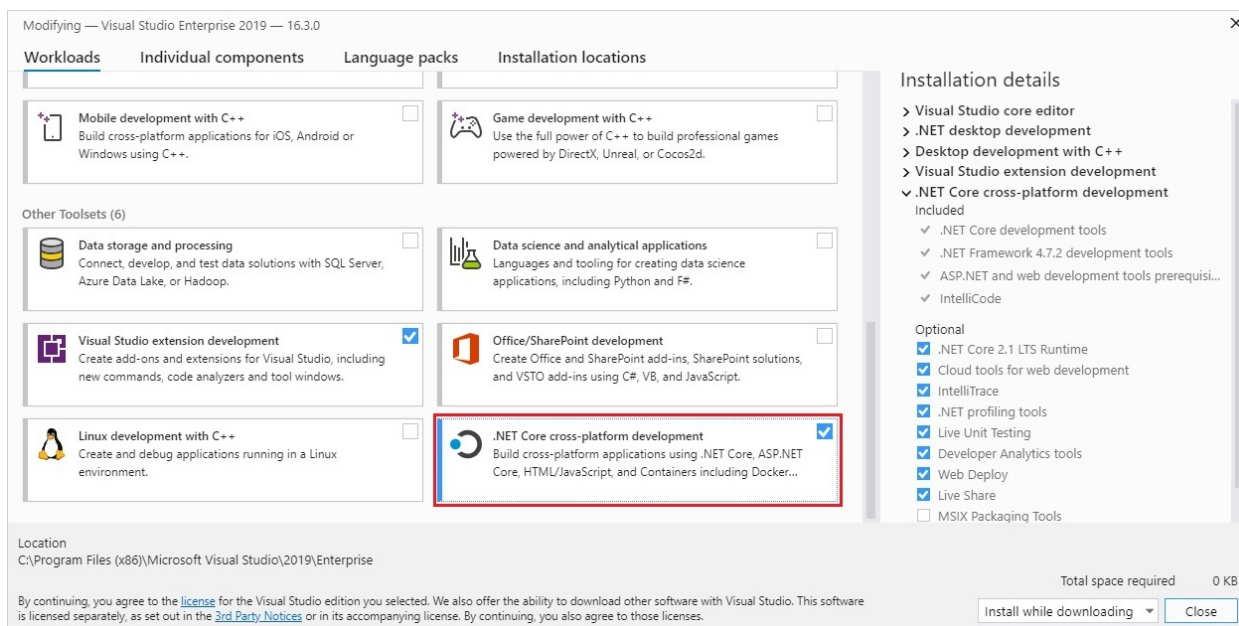 Modifying — Visual Studio Enterprise 2019 — 16.3.0
Workloads
Individual components
Language packs
Installation locations
Mobile development with C++
Build cross-platform applications for iOS, Android or
Windows using C++.
Game development with C++
Use the full power of C++ to build professional games
powered by DirectX, Unreal, or Cocos2d.
Other Toolsets (6)
Data storage and processing
Connect, develop, and test data solutions with SQL Server,
Azure Data Lake, or Hadoop.
Data science and analytical applications
Languages and tooling for creating data science
applications, including Python and F#.
Visual Studio extension development
Create add-ons and extensions for Visual Studio, including
new commands, code analyzers and tool windows.
Office/SharePoint development
Create Office and SharePoint add-ins, SharePoint solutions,
and VSTO add-ins using C#, VB, and JavaScript.
Linux development with C++
Create and debug applications running in a Linux
environment.
.NET Core cross-platform development
Build cross-platform applications using .NET Core, ASP.NET
Core, HTML/JavaScript, and Containers including Docker...
Installation details
Visual Studio core editor
.NET desktop development
Desktop development with C++
Visual Studio extension development
.NET Core cross-platform development
Included
.NET Core development tools
.NET Framework 4.7.2 development tools
ASP.NET and web development tools prerequisi...
IntelliCode
Optional
.NET Core 2.1 LTS Runtime
Cloud tools for web development
IntelliTrace
.NET profiling tools
Live Unit Testing
Developer Analytics tools
Web Deploy
Live Share
MSIX Packaging Tools
Location
C:\Program Files (x86)\Microsoft Visual Studio\2019\Enterprise
Total space required 0 KB
By continuing, you agree to the license for the Visual Studio edition you selected. We also offer the ability to download other software with Visual Studio. This software
is licensed separately, as set out in the 3rd Party Notices or in its accompanying license. By continuing, you also agree to those licenses.
Install while downloading
Close